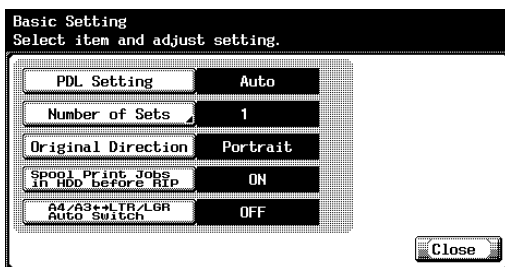 Basic Setting
Select item and adjust setting.
PDL Setting Auto
Number of Sets 1
Original Direction Portrait
Spool Print Jobs
in HDD before RIP ON
A4/A3↔LTR/LGR
Auto Switch OFF
Close